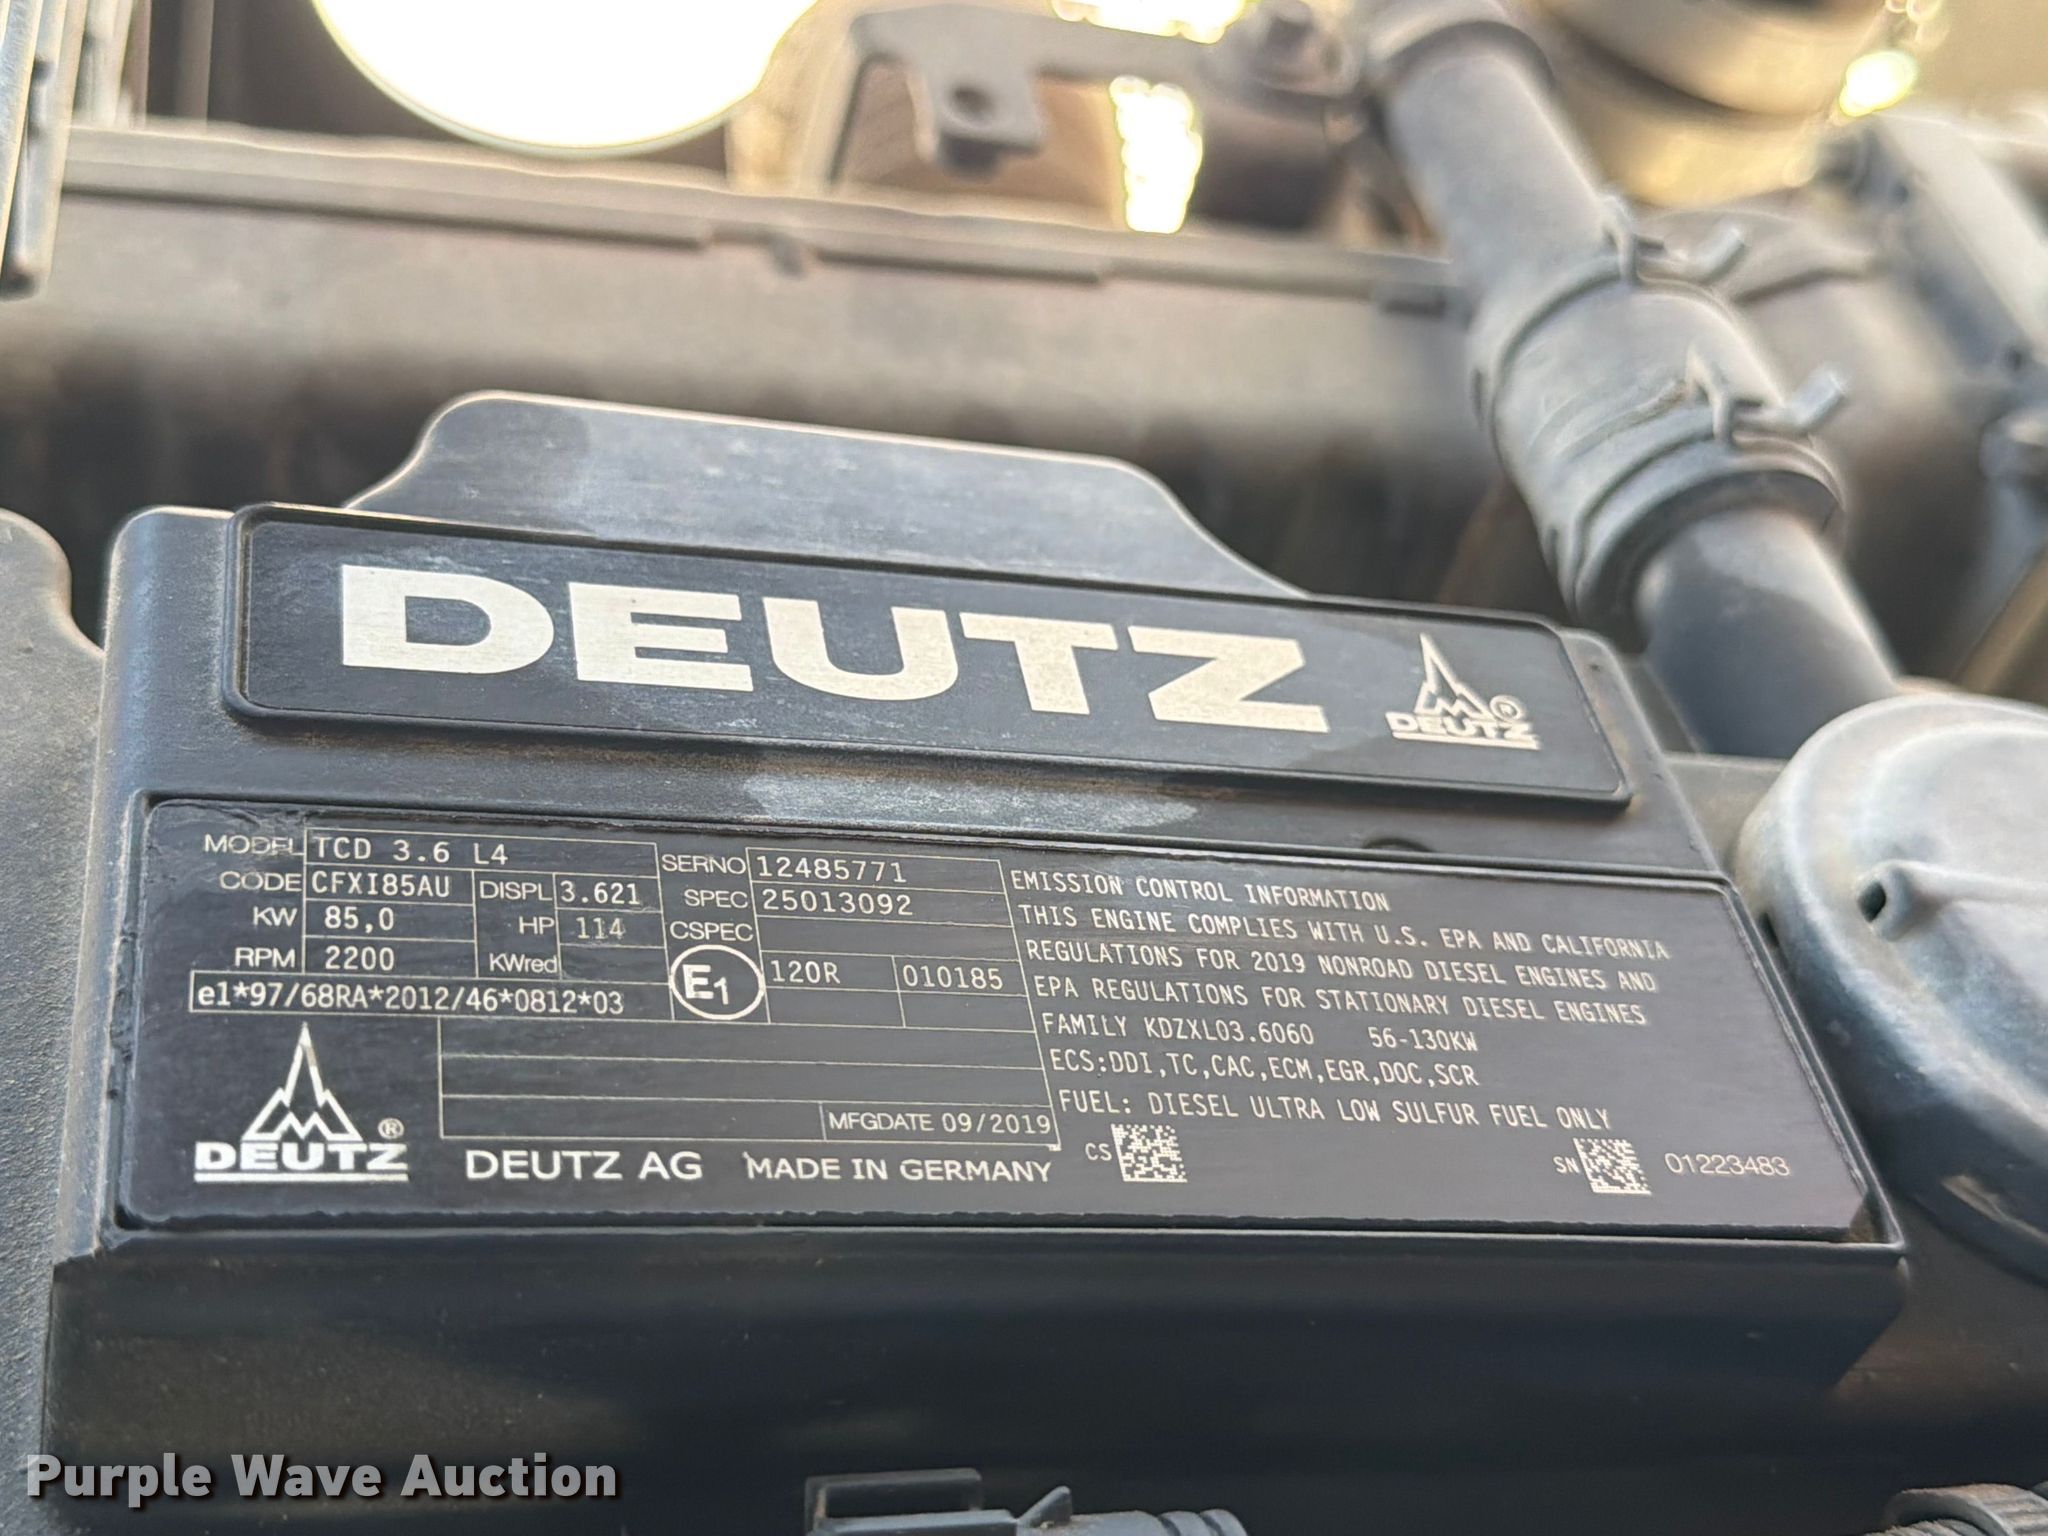 DEUTZ
DEUTZ ®
MODEL TCD 3.6 L4
CODE CFXI85AU DISPL 3.621
KW 85,0 HP 114
RPM 2200 KWred
e1*97/68RA*2012/46*0812*03
SERNO 12485771
SPEC 25013092
CSPEC
E1 120R 010185
MFGDATE 09/2019
DEUTZ ®
DEUTZ AG MADE IN GERMANY
EMISSION CONTROL INFORMATION
THIS ENGINE COMPLIES WITH U.S. EPA AND CALIFORNIA
REGULATIONS FOR 2019 NONROAD DIESEL ENGINES AND
EPA REGULATIONS FOR STATIONARY DIESEL ENGINES
FAMILY KDZXL03.6060 56-130KW
ECS:DDI,TC,CAC,ECM,EGR,DOC,SCR
FUEL: DIESEL ULTRA LOW SULFUR FUEL ONLY
CS SN 01223483
Purple Wave Auction